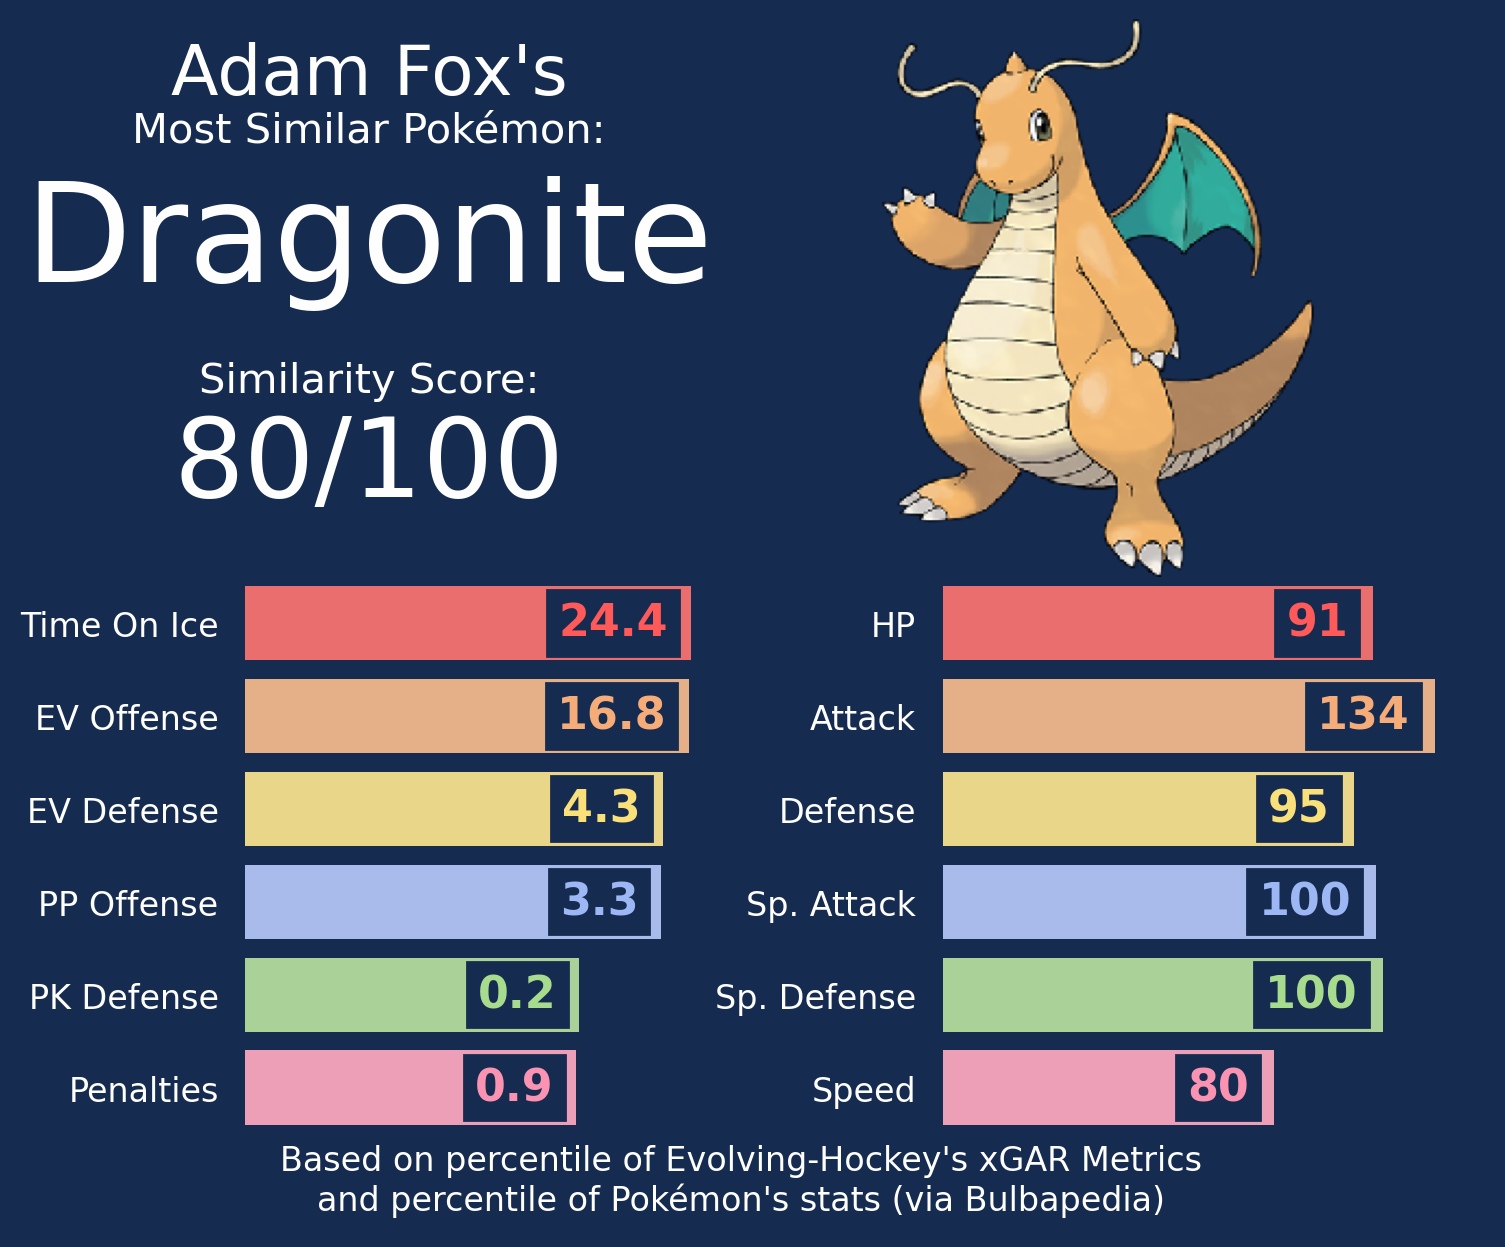 Adam Fox's
Most Similar Pokémon:
Dragonite
Similarity Score:
80/100
Time On Ice 24.4
EV Offense 16.8
EV Defense 4.3
PP Offense 3.3
PK Defense 0.2
Penalties 0.9
HP 91
Attack 134
Defense 95
Sp. Attack 100
Sp. Defense 100
Speed 80
Based on percentile of Evolving-Hockey's xGAR Metrics
and percentile of Pokémon's stats (via Bulbapedia)